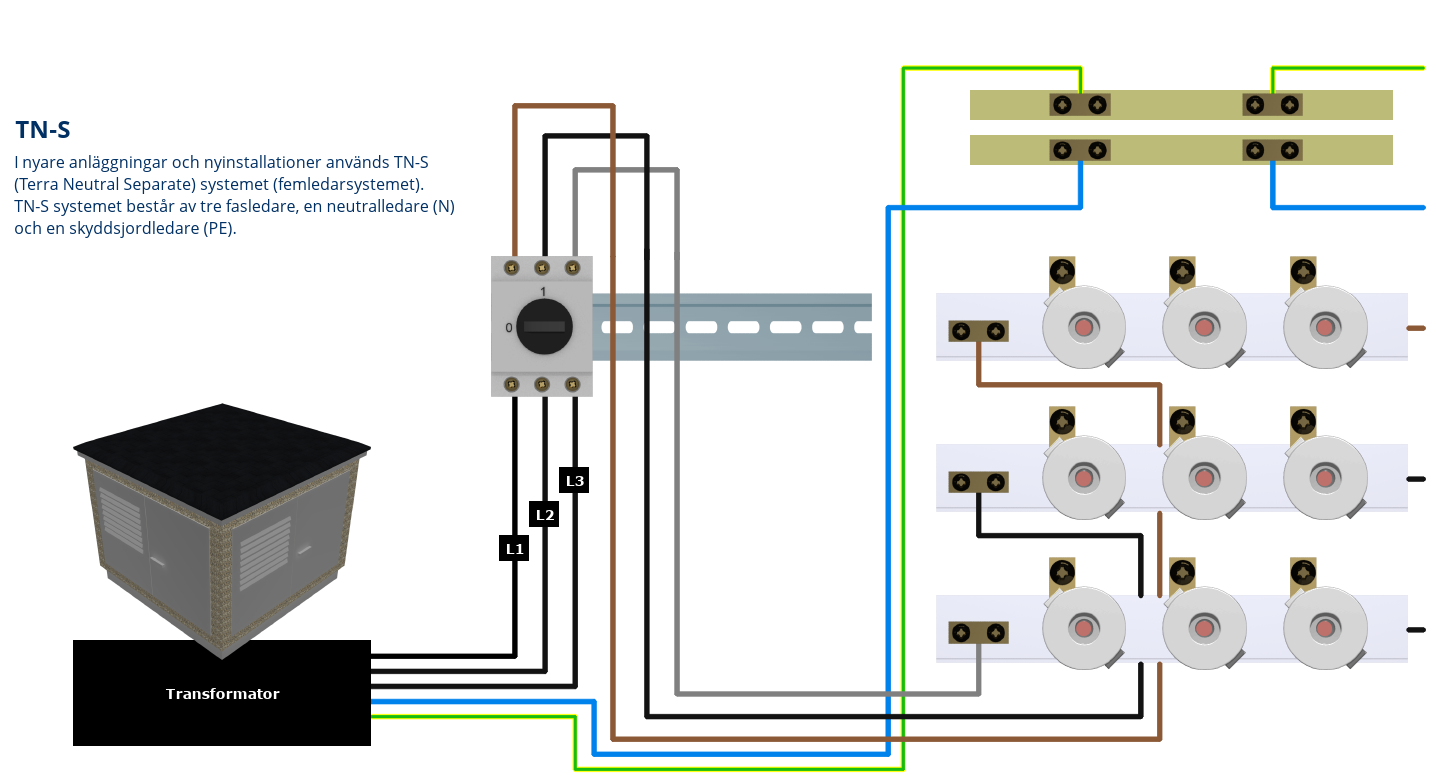 TN-S
I nyare anläggningar och nyinstallationer används TN-S
(Terra Neutral Separate) systemet (femledarsystemet).
TN-S systemet består av tre fasledare, en neutralledare (N)
och en skyddsjordledare (PE).
1
0
L3
L2
L1
Transformator